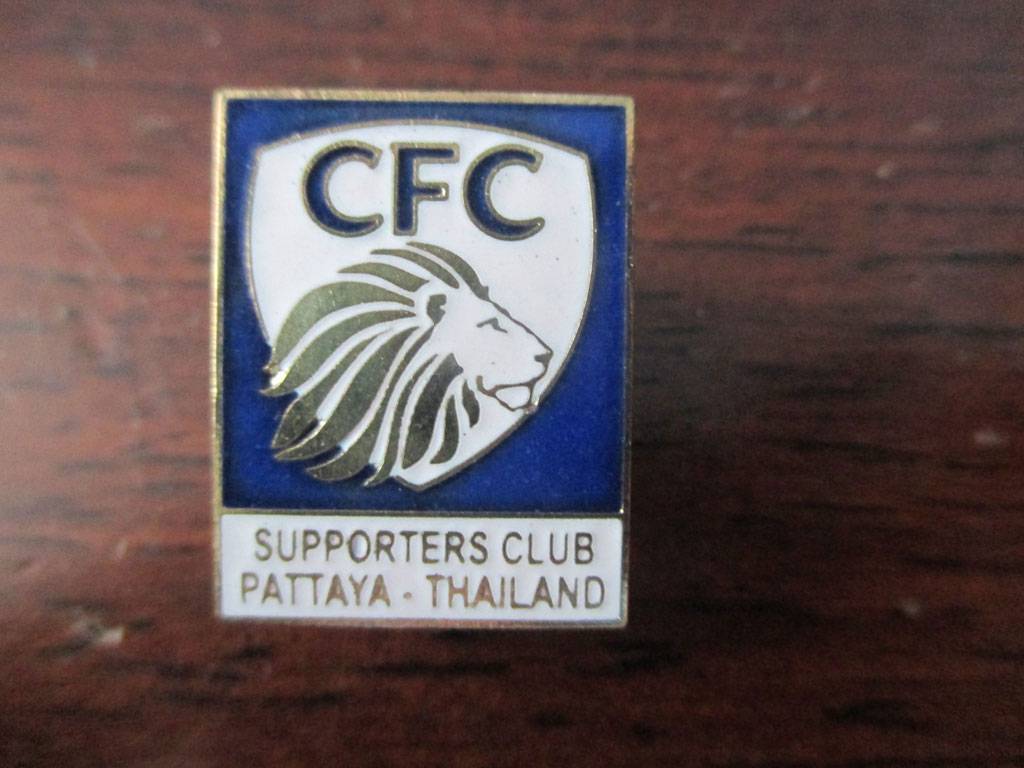 CFC
SUPPORTERS CLUB
PATTAYA - THAILAND